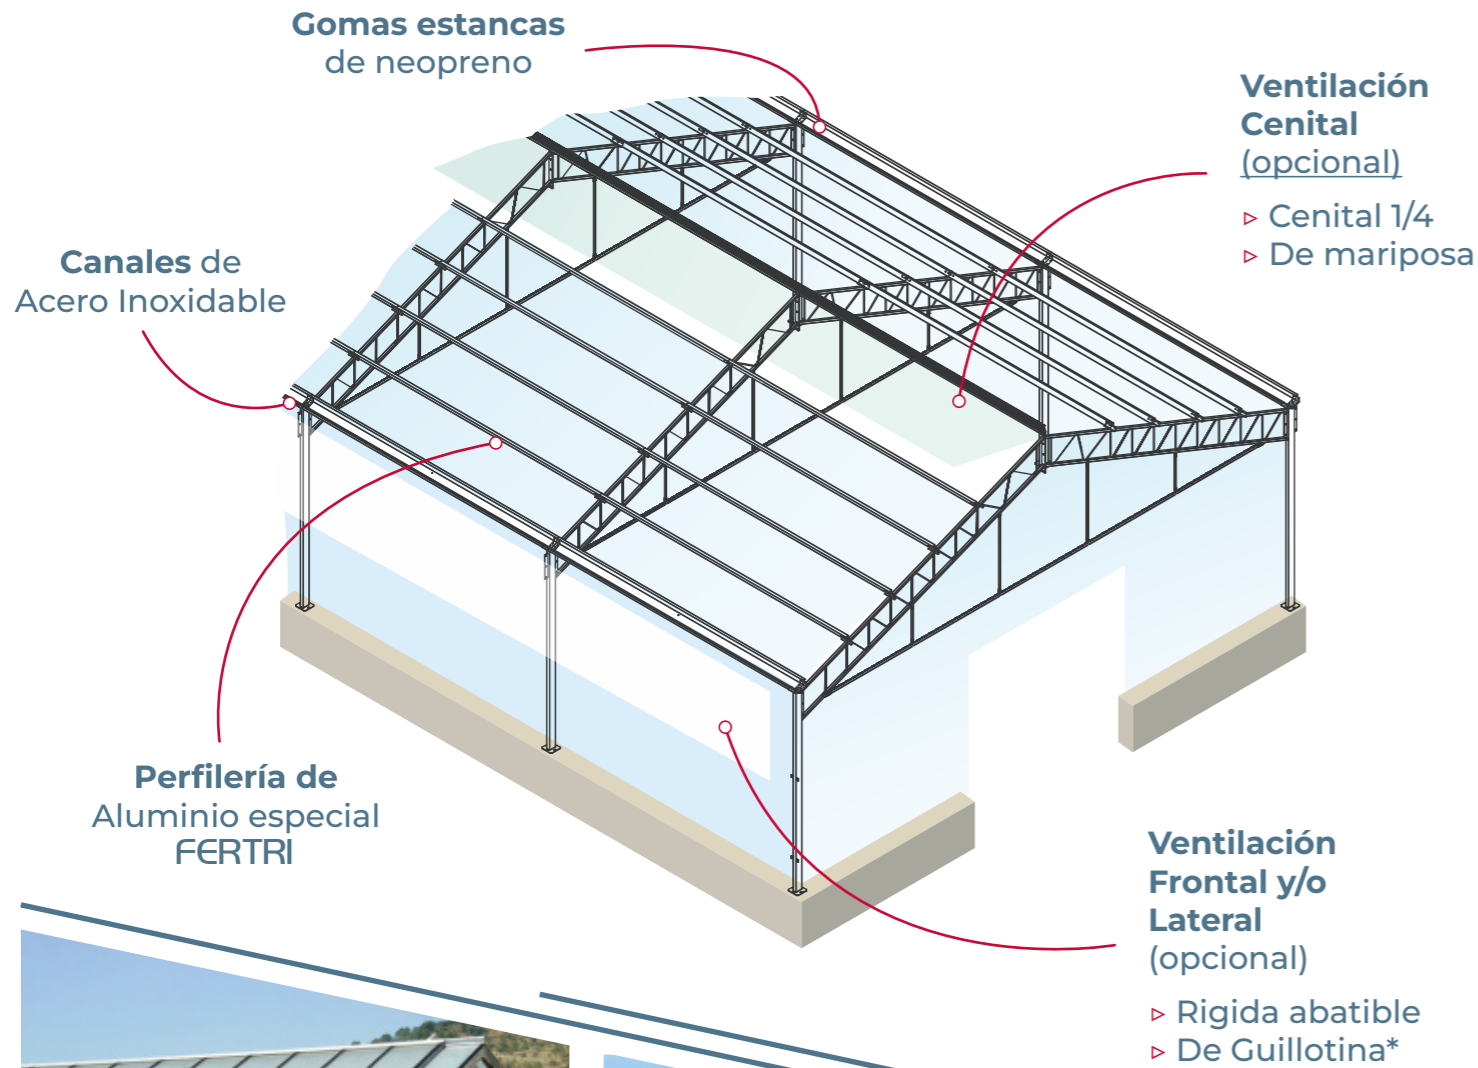 Gomas estancas
de neopreno
Ventilación
Cenital
(opcional)
▹ Cenital 1/4
▹ De mariposa
Canales de
Acero Inoxidable
Perfilería de
Aluminio especial
FERTRI
Ventilación
Frontal y/o
Lateral
(opcional)
▹ Rigida abatible
▹ De Guillotina*